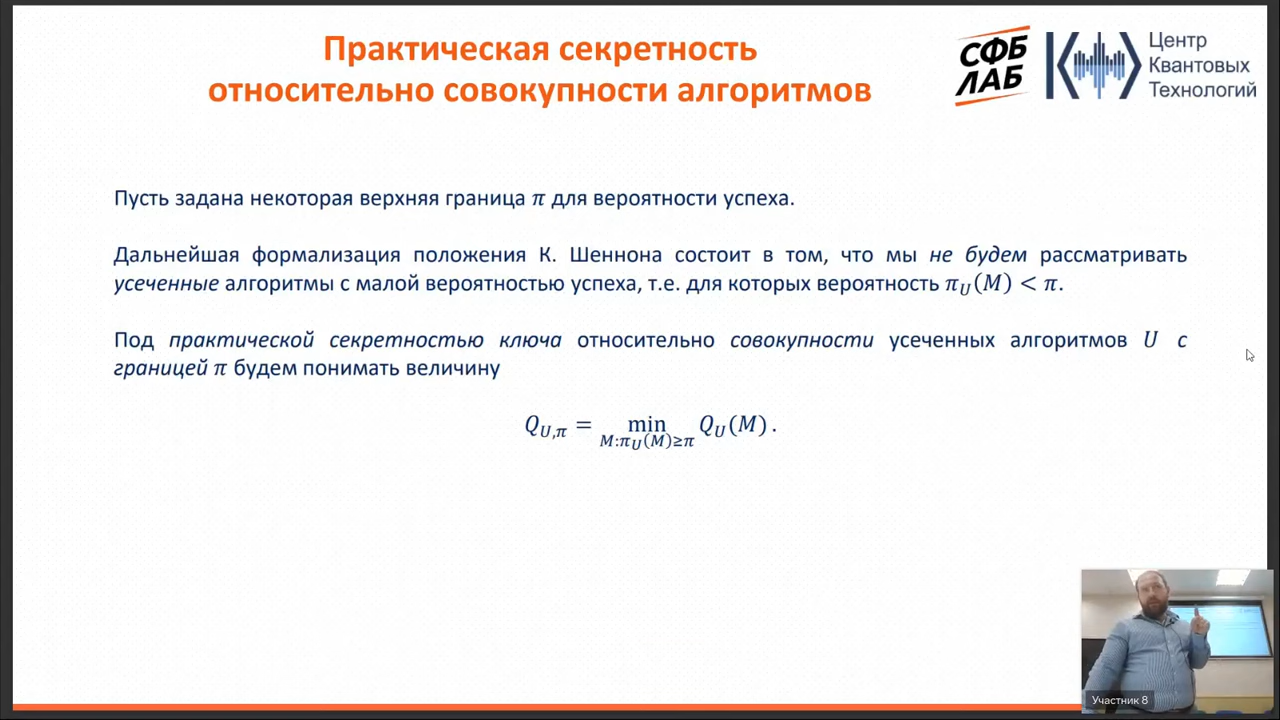 Практическая секретность
относительно совокупности алгоритмов
СФБ
ЛАБ
Центр
Квантовых
Технологий
Пусть задана некоторая верхняя граница π для вероятности успеха.
Дальнейшая формализация положения К. Шеннона состоит в том, что мы не будем рассматривать
усеченные алгоритмы с малой вероятностью успеха, т.е. для которых вероятность π_U(M) < π.
Под практической секретностью ключа относительно совокупности усеченных алгоритмов U с
границей π будем понимать величину
Q_{U,π} = min_{M:π_U(M)≥π} Q_U(M).
Участник 8